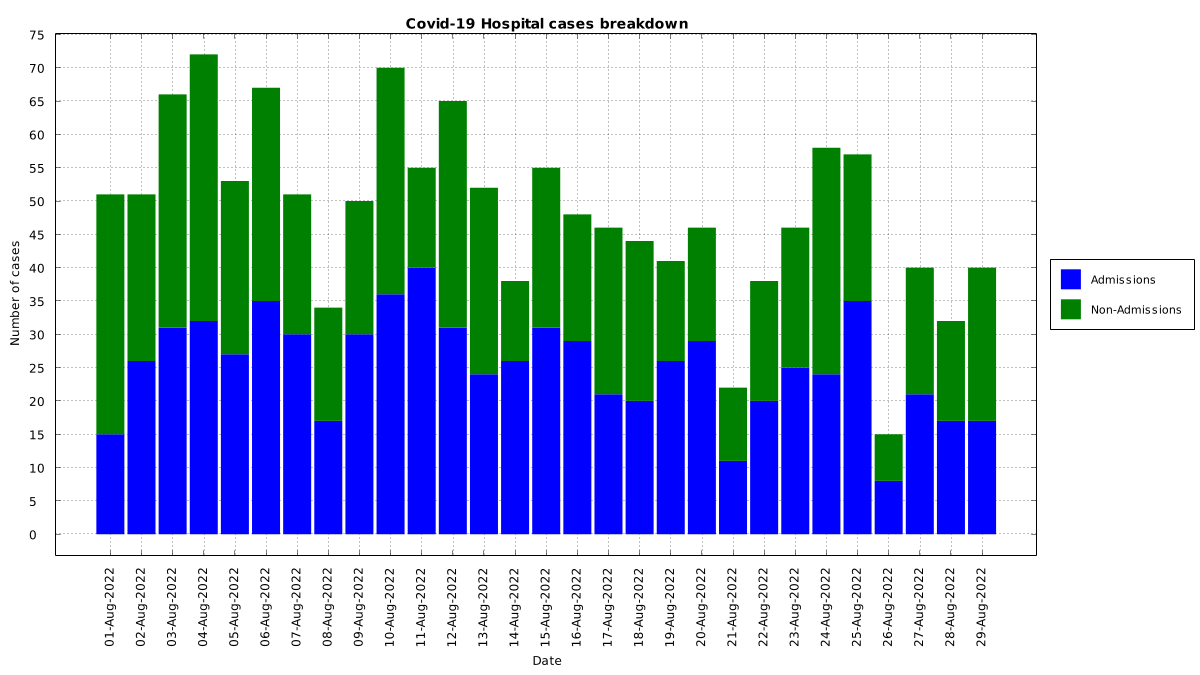 Covid-19 Hospital cases breakdown
75
70
65
60
55
50
45
40
35
30
25
20
15
10
5
0
Number of cases
Admissions
Non-Admissions
01-Aug-2022
02-Aug-2022
03-Aug-2022
04-Aug-2022
05-Aug-2022
06-Aug-2022
07-Aug-2022
08-Aug-2022
09-Aug-2022
10-Aug-2022
11-Aug-2022
12-Aug-2022
13-Aug-2022
14-Aug-2022
15-Aug-2022
16-Aug-2022
17-Aug-2022
18-Aug-2022
19-Aug-2022
20-Aug-2022
21-Aug-2022
22-Aug-2022
23-Aug-2022
24-Aug-2022
25-Aug-2022
26-Aug-2022
27-Aug-2022
28-Aug-2022
29-Aug-2022
Date